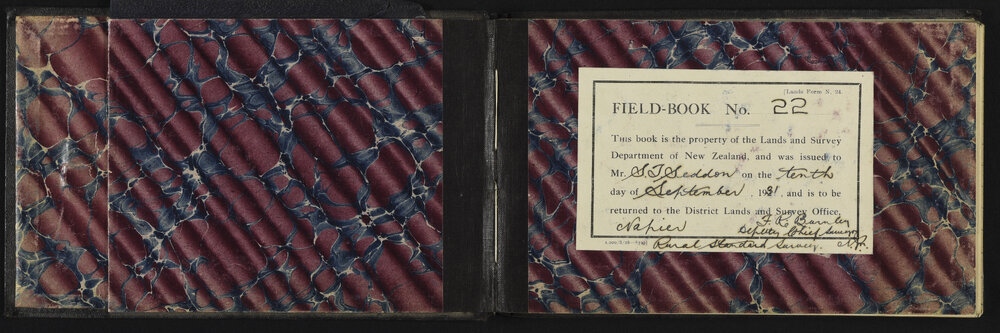 [Lands Form N. 24.
FIELD-BOOK No. 22
This book is the property of the Lands and Survey
Department of New Zealand, and was issued to
Mr. S T Seddon on the tenth
day of September, 1931, and is to be
returned to the District Lands and Survey Office,
Napier
Deputy Chief Surveyor
Rural Standard Survey.